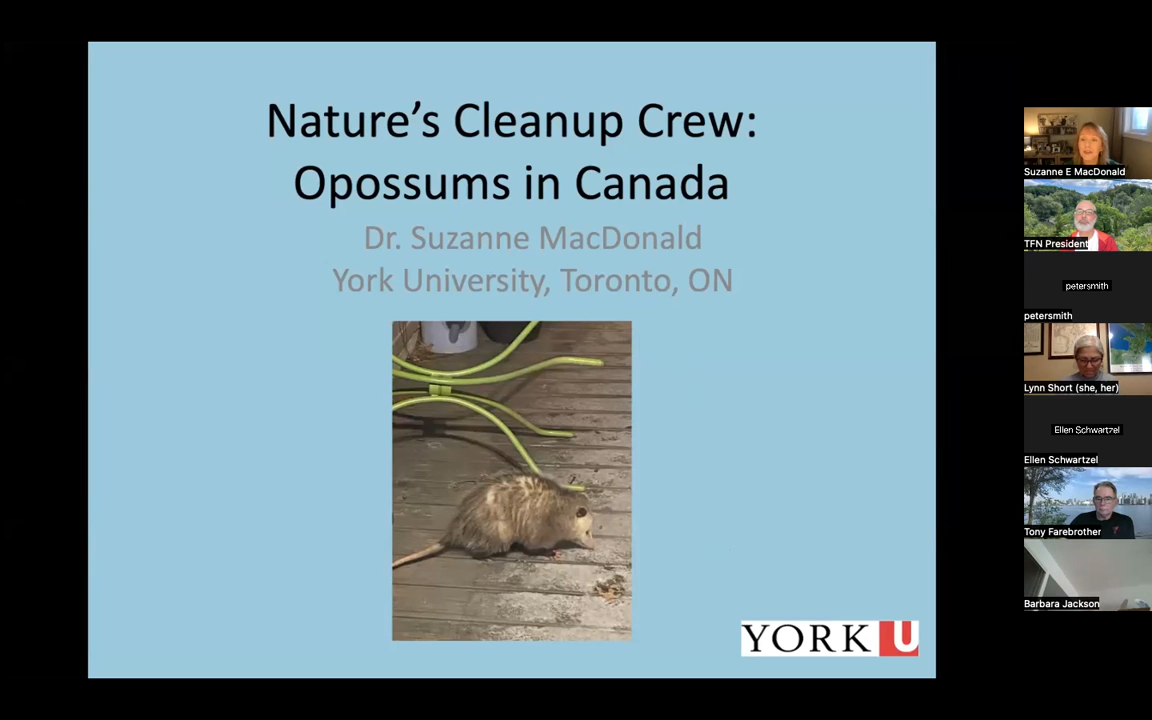 Nature's Cleanup Crew:
Opossums in Canada
Dr. Suzanne MacDonald
York University, Toronto, ON
YORK U
Suzanne E MacDonald
TFN President
petersmith
petersmith
Lynn Short (she, her)
Ellen Schwartzel
Ellen Schwartzel
Tony Farebrother
Barbara Jackson